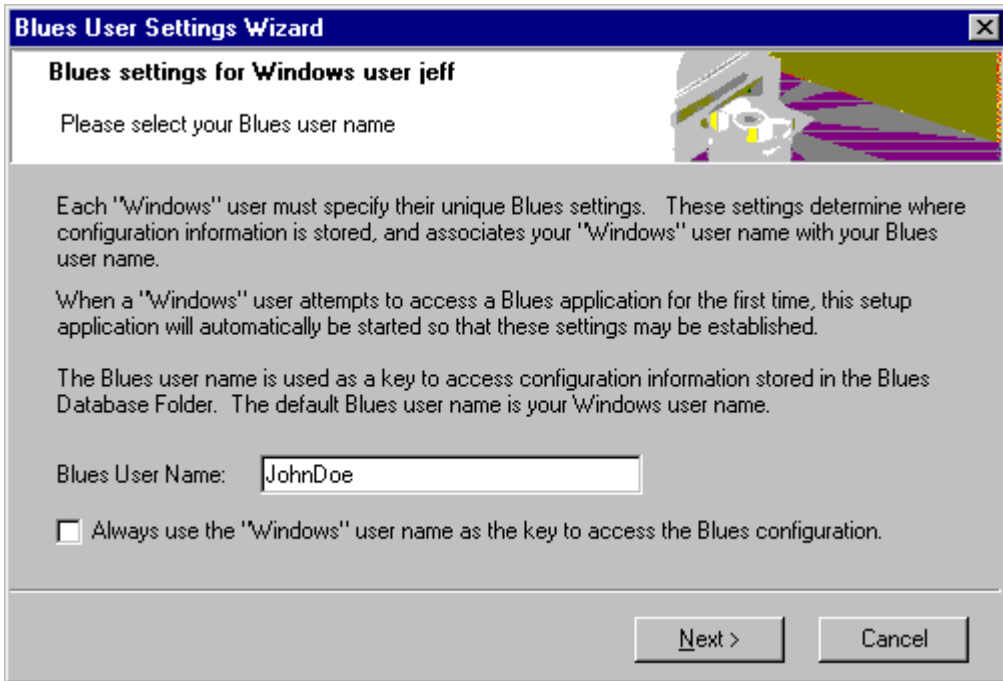 Blues User Settings Wizard
Blues settings for Windows user jeff
Please select your Blues user name
Each "Windows" user must specify their unique Blues settings.   These settings determine where
configuration information is stored, and associates your "Windows" user name with your Blues
user name.
When a "Windows" user attempts to access a Blues application for the first time, this setup
application will automatically be started so that these settings may be established.
The Blues user name is used as a key to access configuration information stored in the Blues
Database Folder.  The default Blues user name is your Windows user name.
Blues User Name: JohnDoe
Always use the "Windows" user name as the key to access the Blues configuration.
Next > Cancel